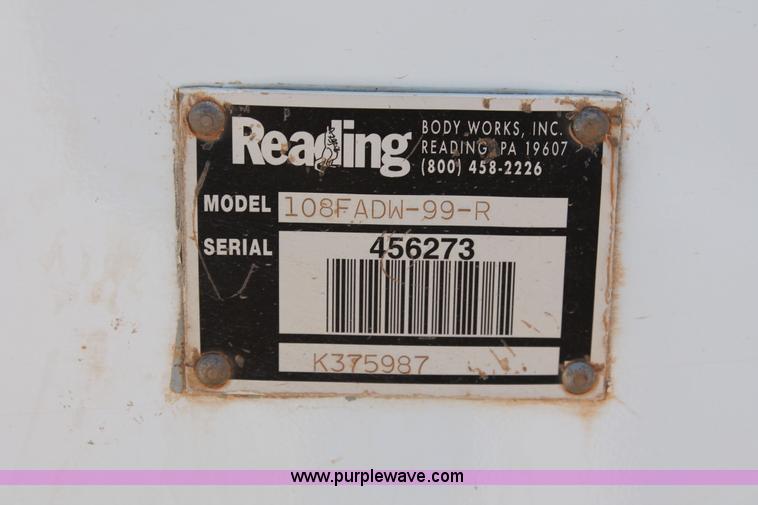 Reading
BODY WORKS, INC.
READING, PA 19607
(800) 458-2226
MODEL 108FADW-99-R
SERIAL 456273
K375987
www.purplewave.com